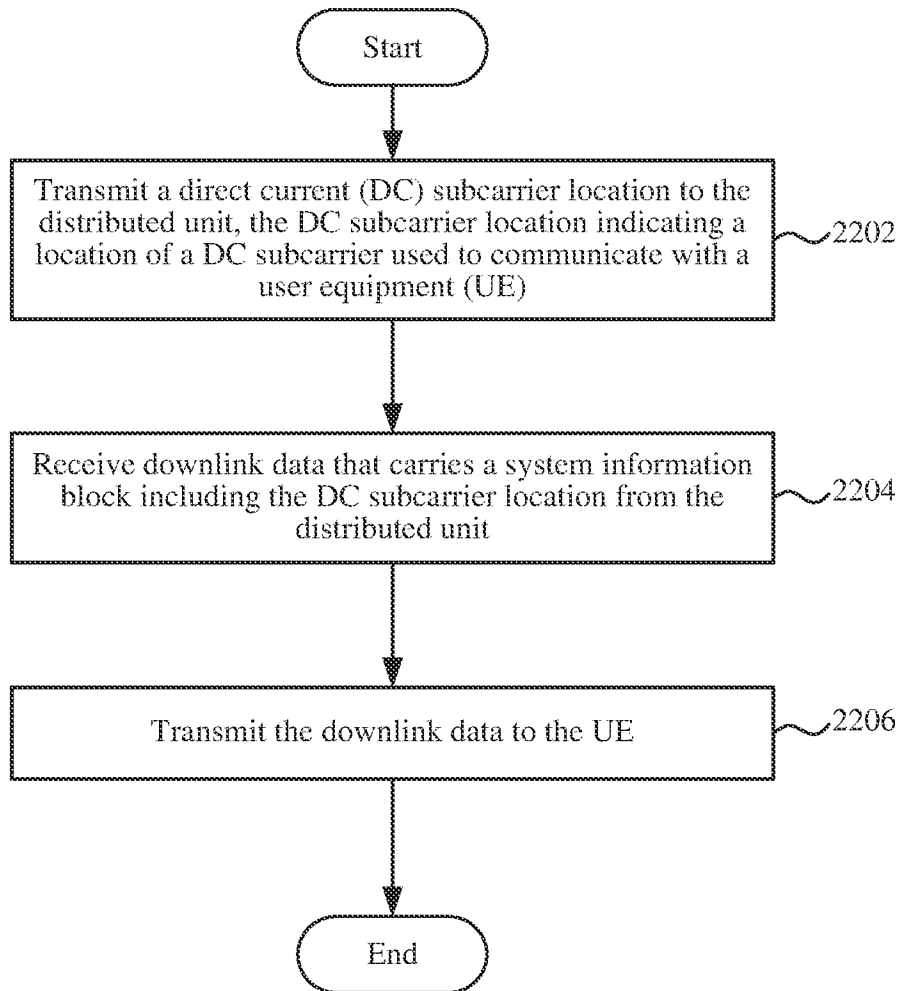 Start
Transmit a direct current (DC) subcarrier location to the
distributed unit, the DC subcarrier location indicating a
location of a DC subcarrier used to communicate with a
user equipment (UE)
2202
Receive downlink data that carries a system information
block including the DC subcarrier location from the
distributed unit
2204
Transmit the downlink data to the UE
2206
End